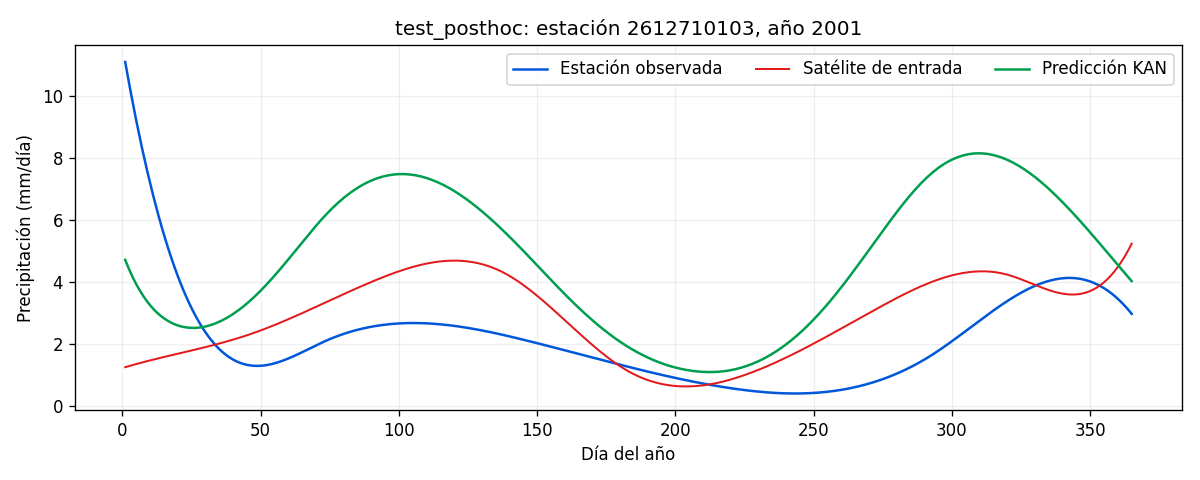 test_posthoc: estación 2612710103, año 2001
Estación observada
Satélite de entrada
Predicción KAN
Precipitación (mm/día)
10
8
6
4
2
0
0
50
100
150
200
250
300
350
Día del año